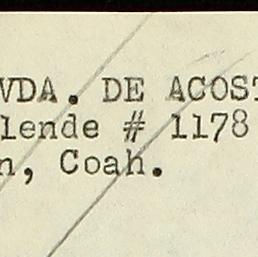 VDA. DE ACOST
lende # 1178
n, Coah.